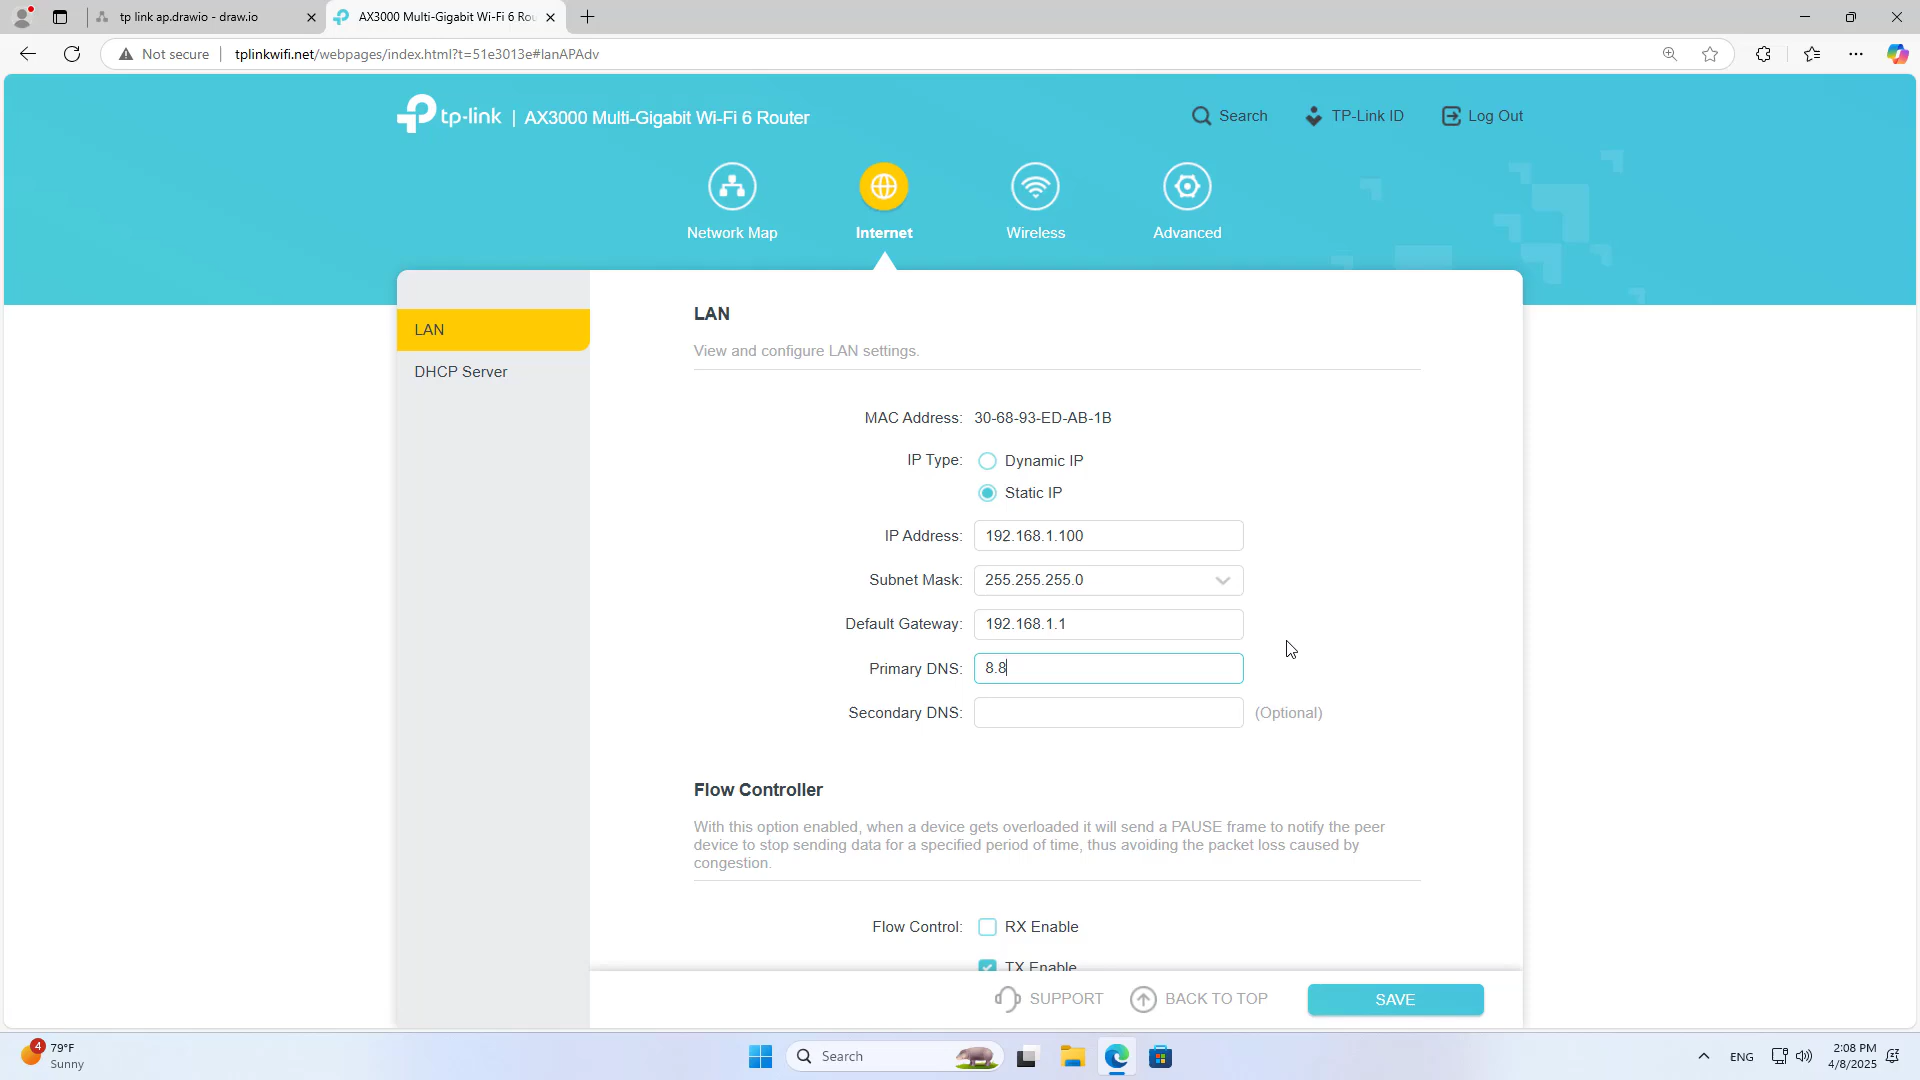 tp link ap.drawio - draw.io
AX3000 Multi-Gigabit Wi-Fi 6 Rou
Not secure
tplinkwifi.net/webpages/index.html?t=51e3013e#lanAPAdv
tp-link | AX3000 Multi-Gigabit Wi-Fi 6 Router
Search
TP-Link ID
Log Out
Network Map
Internet
Wireless
Advanced
LAN
DHCP Server
LAN
View and configure LAN settings.
MAC Address: 30-68-93-ED-AB-1B
IP Type: Dynamic IP
Static IP
IP Address: 192.168.1.100
Subnet Mask: 255.255.255.0
Default Gateway: 192.168.1.1
Primary DNS: 8.8
Secondary DNS: (Optional)
Flow Controller
With this option enabled, when a device gets overloaded it will send a PAUSE frame to notify the peer
device to stop sending data for a specified period of time, thus avoiding the packet loss caused by
congestion.
Flow Control: RX Enable
TX Enable
SUPPORT
BACK TO TOP
SAVE
4
79°F
Sunny
Search
ENG
2:08 PM
4/8/2025